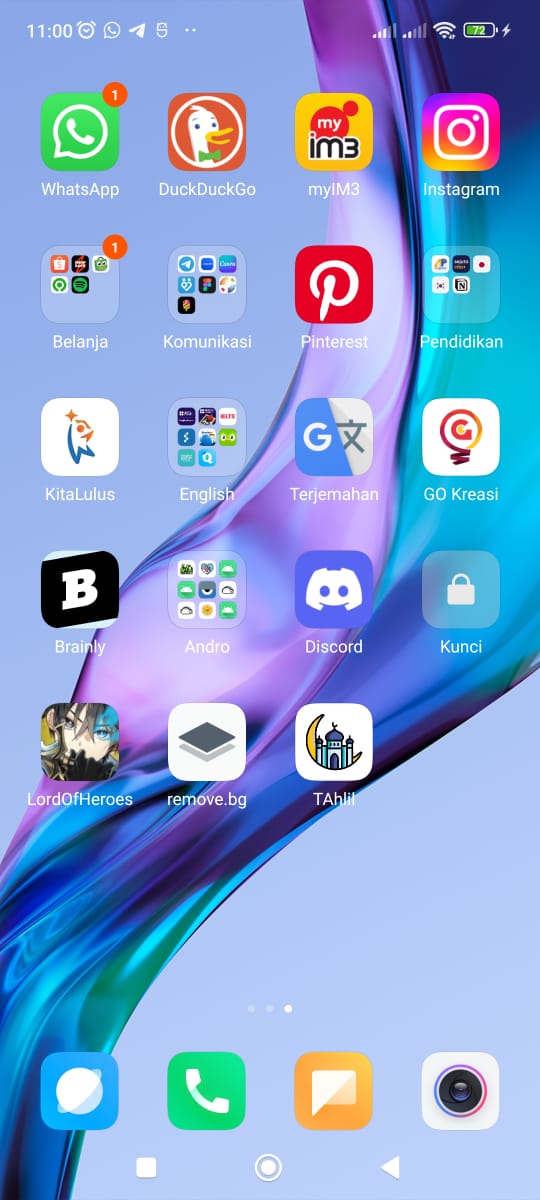 11:00
72
1
my
im3
WhatsApp
DuckDuckGo
myIM3
Instagram
1
Canva
Belanja
Komunikasi
Pinterest
Pendidikan
IELTS
G 文
G
KitaLulus
English
Terjemahan
GO Kreasi
B
Brainly
Andro
Discord
Kunci
LordOfHeroes
remove.bg
TAhlil